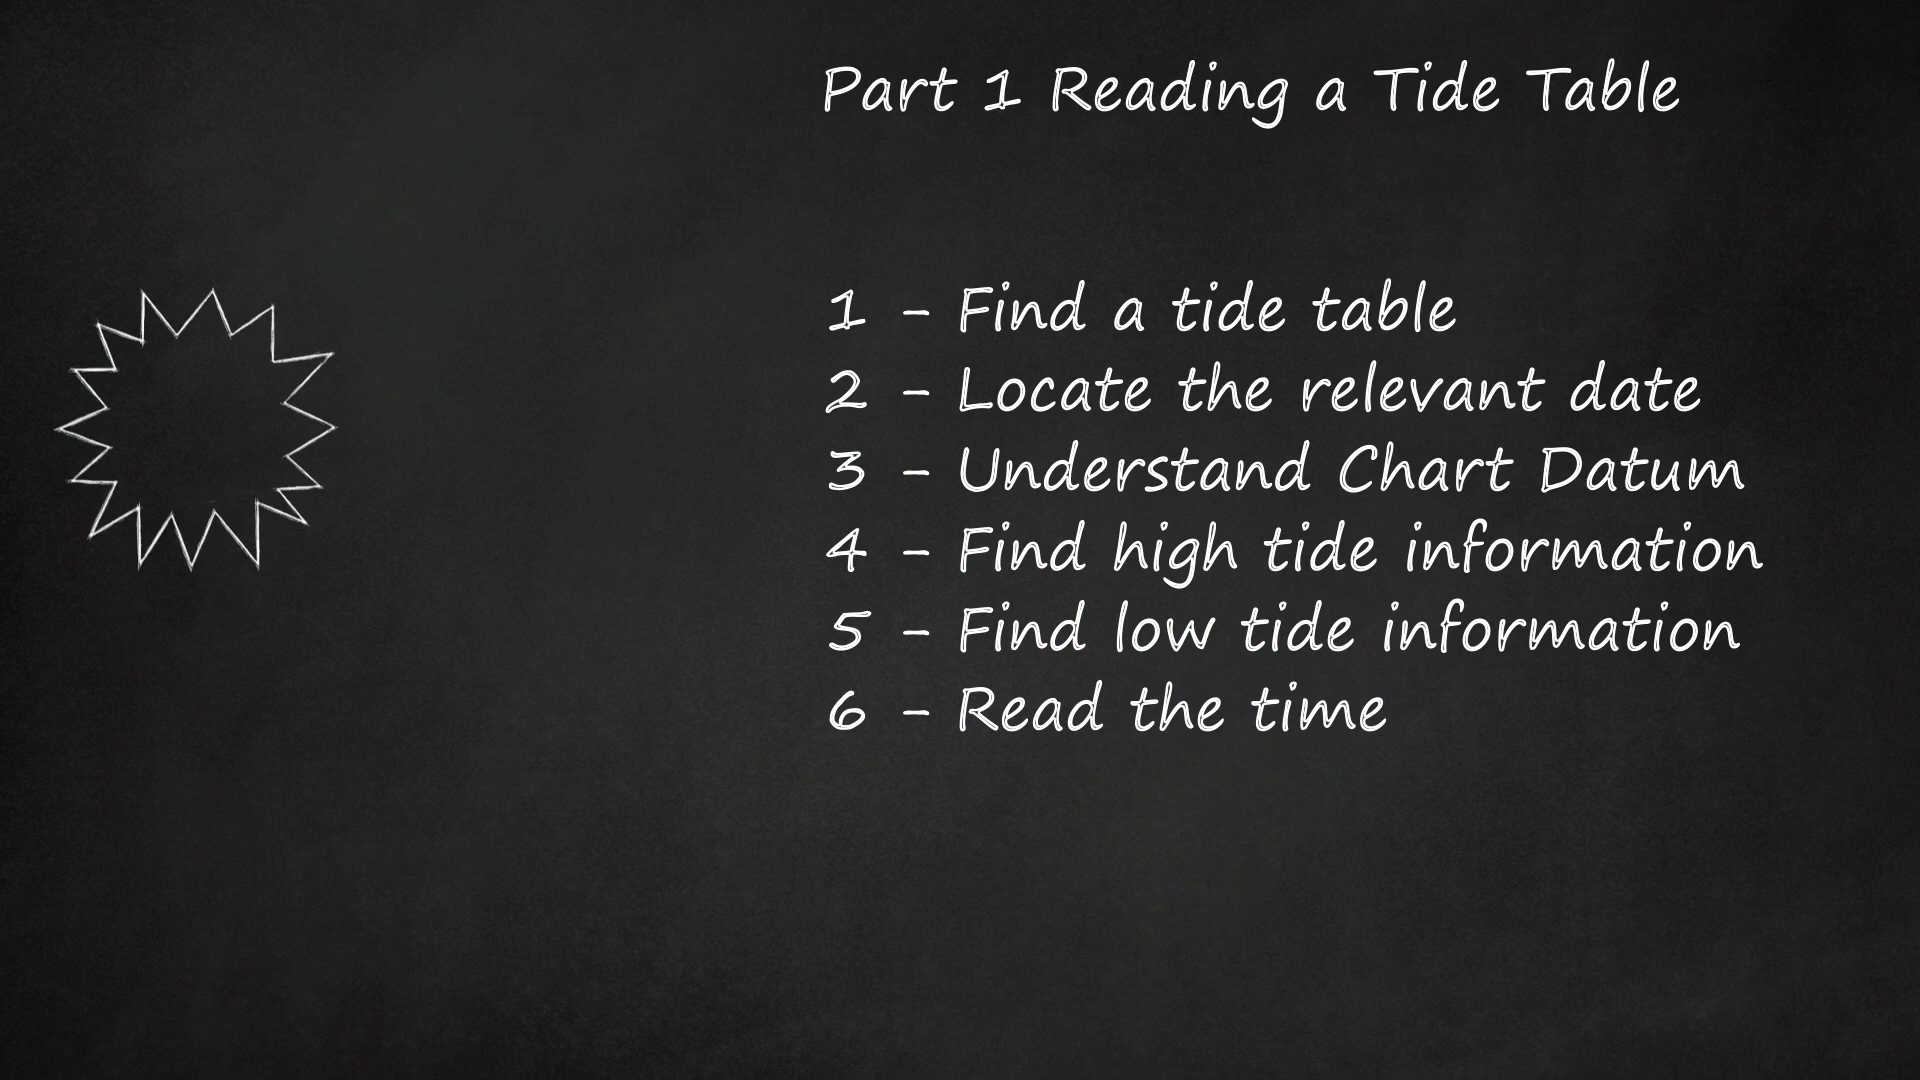 Part 1 Reading a Tide Table
1 - Find a tide table
2 - Locate the relevant date
3 - Understand Chart Datum
4 - Find high tide information
5 - Find low tide information
6 - Read the time